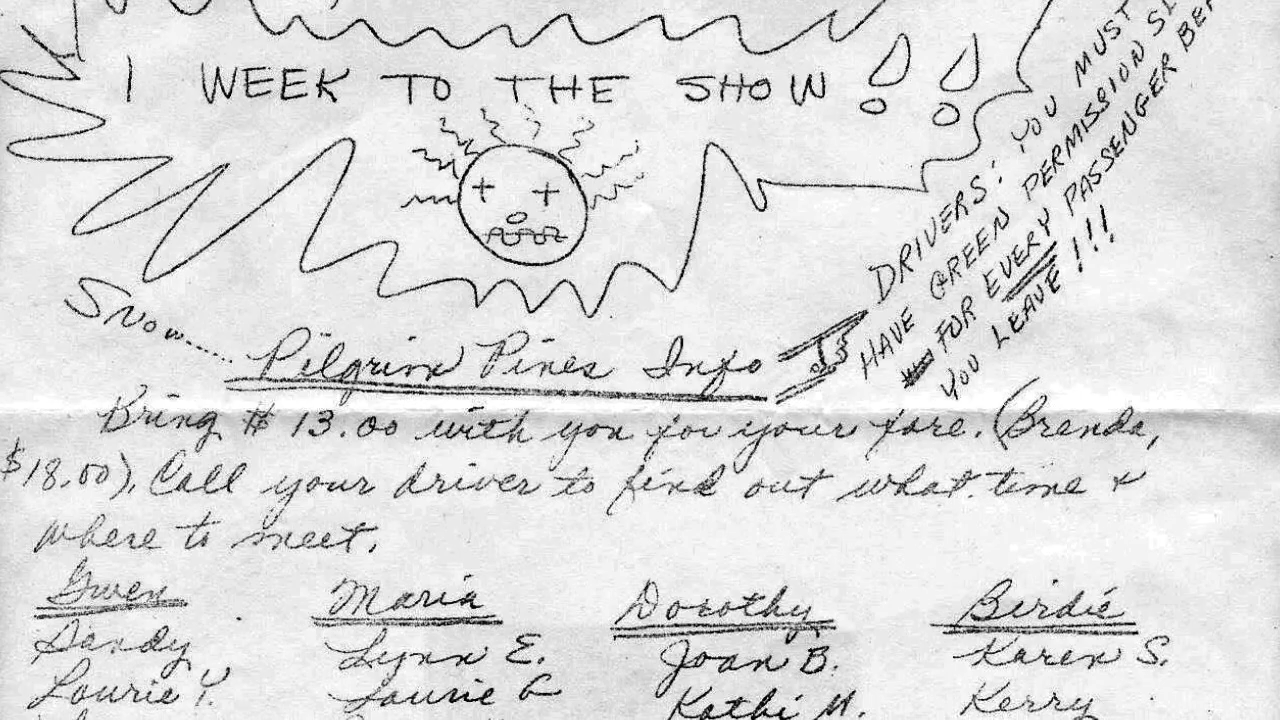 1 WEEK TO THE SHOW !!
DRIVERS: YOU MUST
HAVE GREEN PERMISSION
FOR EVERY PASSENGER
YOU LEAVE!!!
Snow......
Pilgrim Pines Info
Bring $ 13.00 with you for your fare. (Brenda,
$18.00). Call your driver to find out what time &
where to meet.
Gwen Maria Dorothy Birdie
Sandy Lynn E. Joan B. Karen S.
Laurie Y. Laurie Kathi M. Kerry